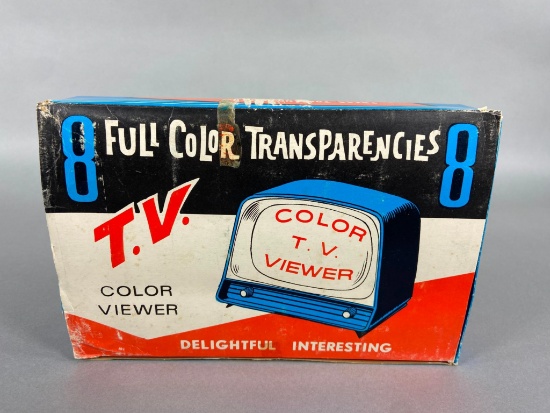 8 FULL COLOR TRANSPARENCIES 8
T.V.
COLOR
VIEWER
COLOR
T. V.
VIEWER
DELIGHTFUL INTERESTING